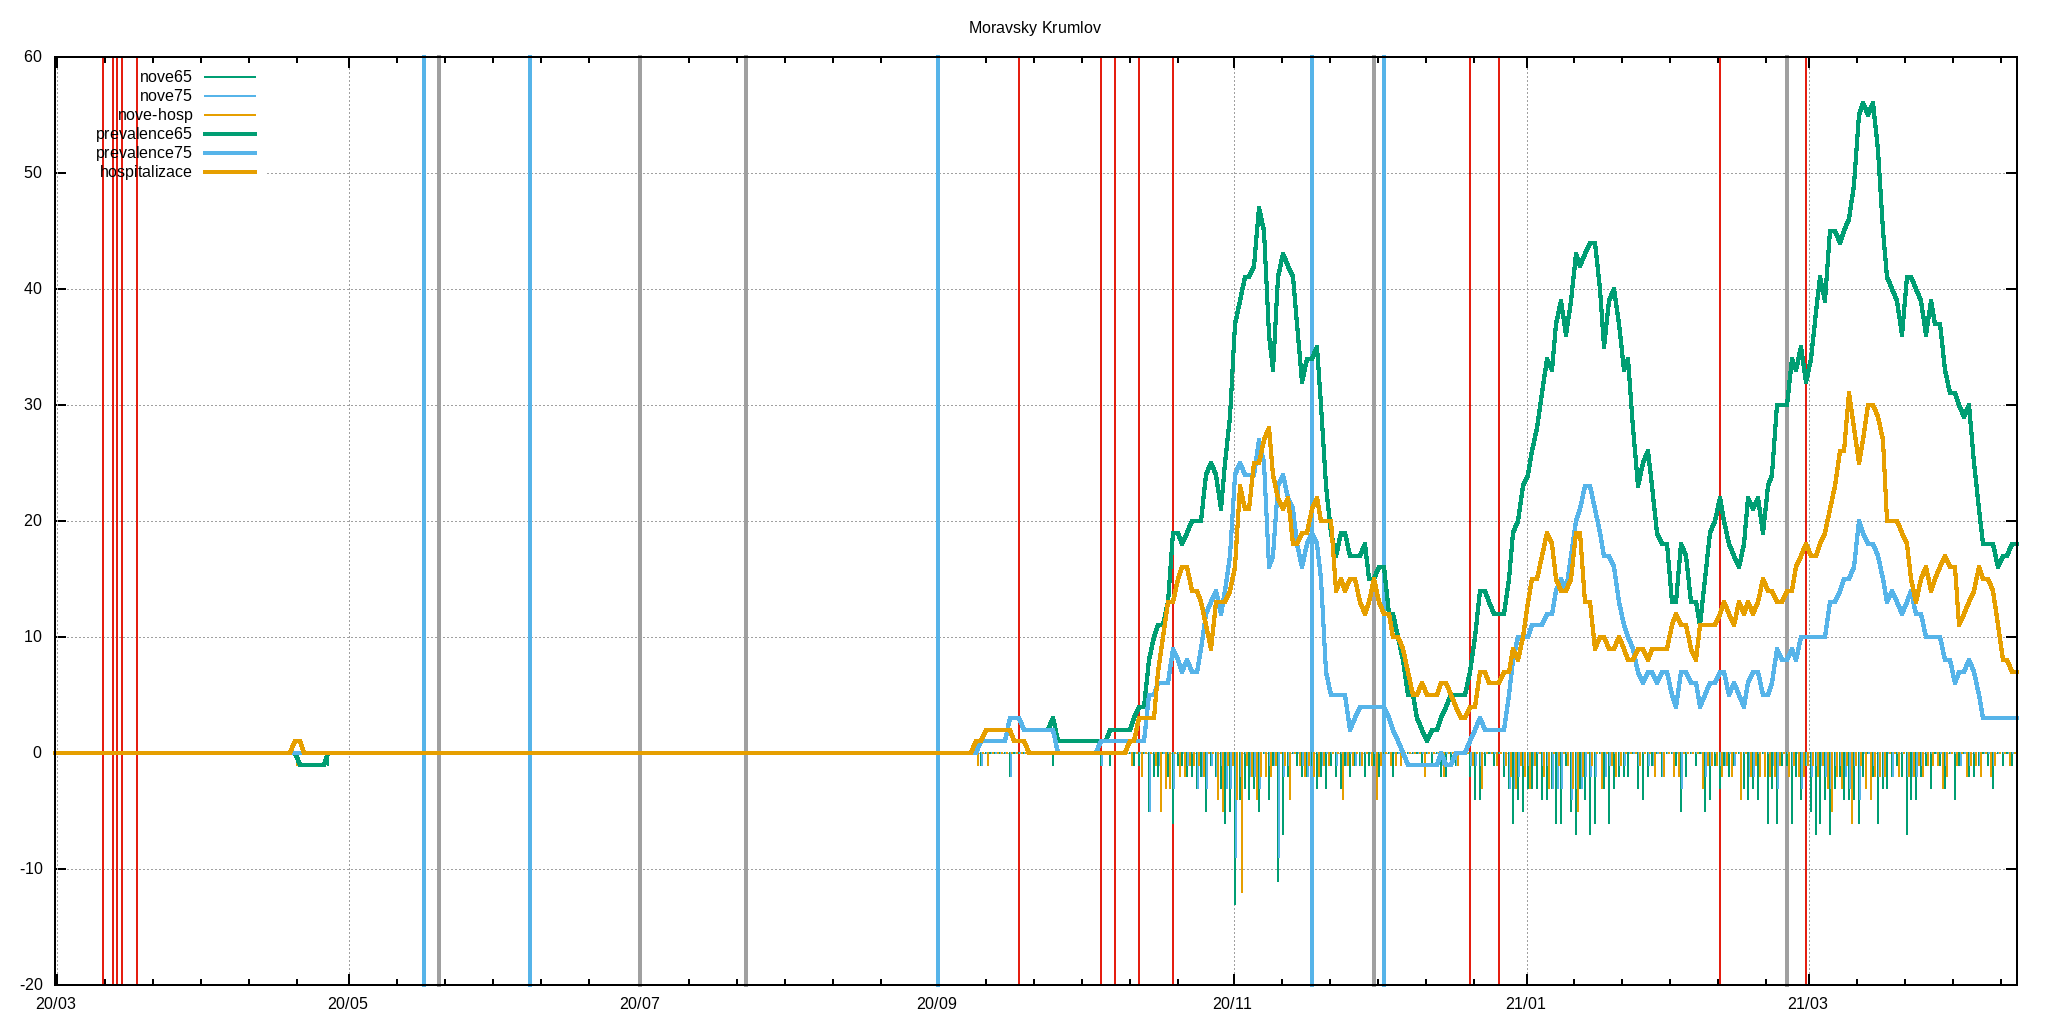 Moravsky Krumlov
60
nove65
nove75
nove-hosp
prevalence65
prevalence75
hospitalizace
50
40
30
20
10
0
-10
-20
20/03 20/05 20/07 20/09 20/11 21/01 21/03